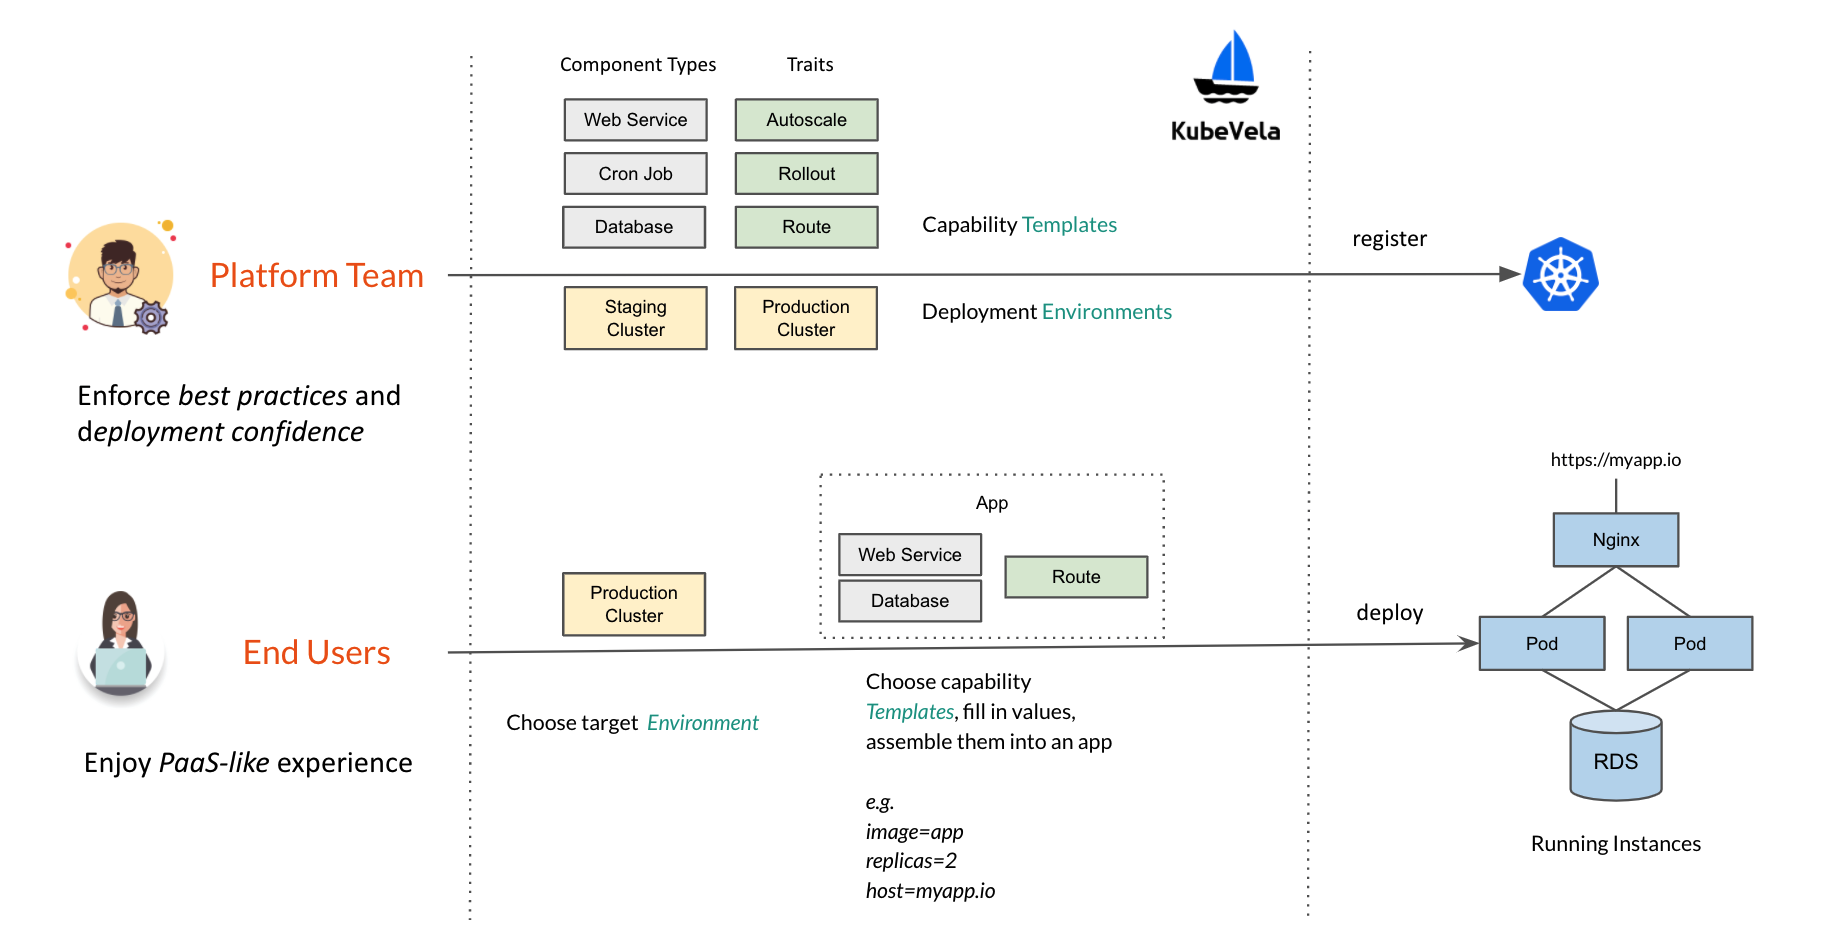 Component Types
Traits
KubeVela
Web Service
Autoscale
Cron Job
Rollout
Database
Route
Capability Templates
register
Platform Team
Staging
Cluster
Production
Cluster
Deployment Environments
Enforce best practices and
deployment confidence
https://myapp.io
App
Nginx
Web Service
Database
Route
Production
Cluster
deploy
Pod
Pod
End Users
Choose target Environment
Choose capability
Templates, fill in values,
assemble them into an app
Enjoy PaaS-like experience
RDS
e.g.
image=app
replicas=2
host=myapp.io
Running Instances